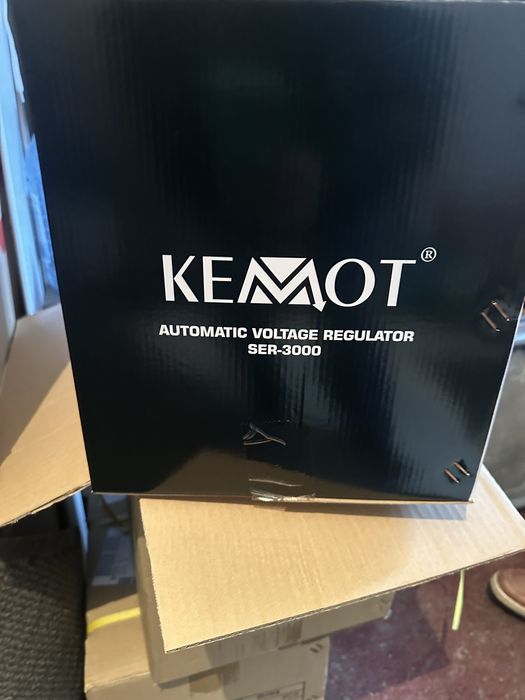 KEMOT®
AUTOMATIC VOLTAGE REGULATOR
SER-3000